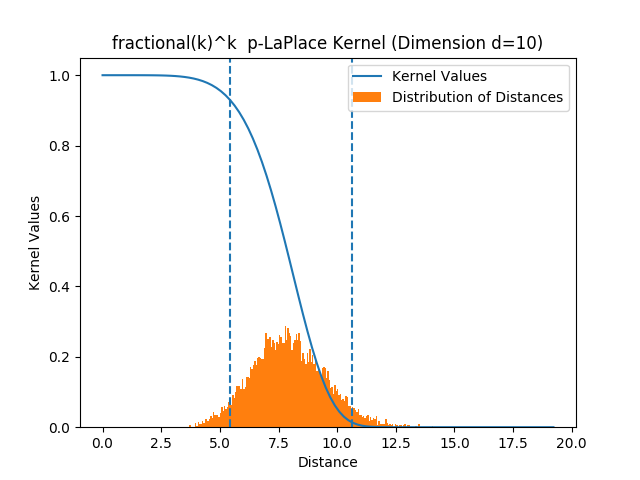 fractional(k)^k  p-LaPlace Kernel (Dimension d=10)
Kernel Values
Distribution of Distances
1.0
0.8
0.6
0.4
0.2
0.0
Kernel Values
0.0 2.5 5.0 7.5 10.0 12.5 15.0 17.5 20.0
Distance